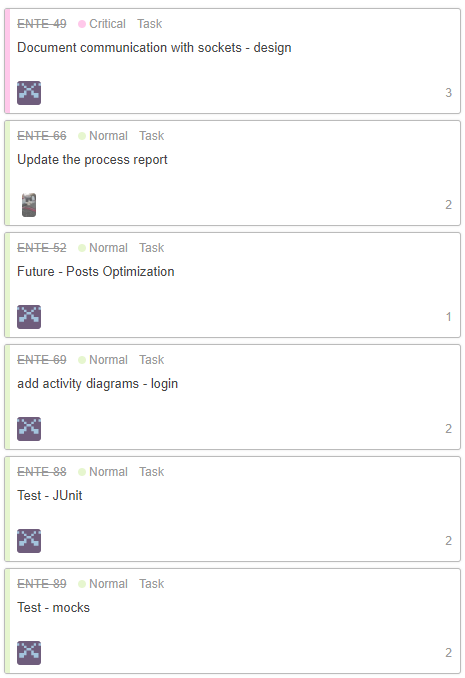 ENTE-49 Critical Task
Document communication with sockets - design
3
ENTE-66 Normal Task
Update the process report
2
ENTE-52 Normal Task
Future - Posts Optimization
1
ENTE-69 Normal Task
add activity diagrams - login
2
ENTE-88 Normal Task
Test - JUnit
2
ENTE-89 Normal Task
Test - mocks
2